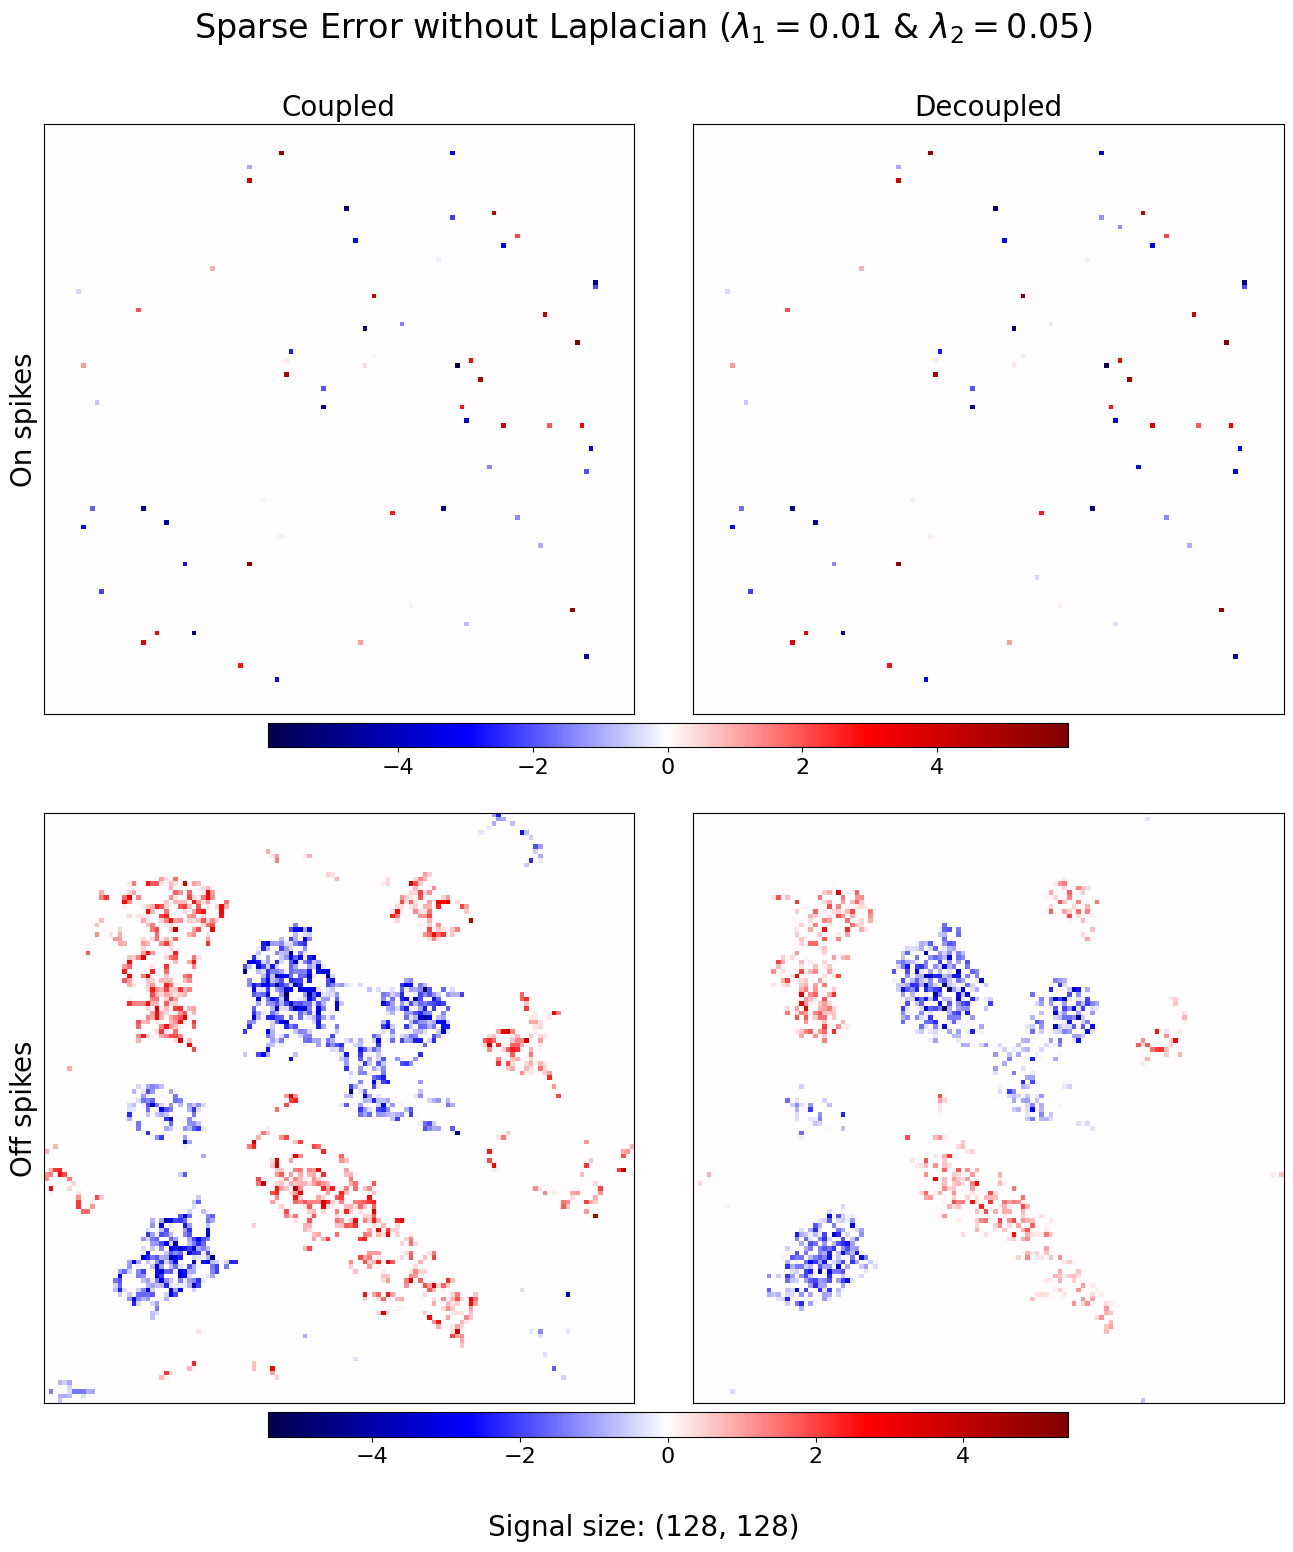 Sparse Error without Laplacian (λ₁ = 0.01 & λ₂ = 0.05)
Coupled Decoupled
On spikes
−4 −2 0 2 4
Off spikes
−4 −2 0 2 4
Signal size: (128, 128)